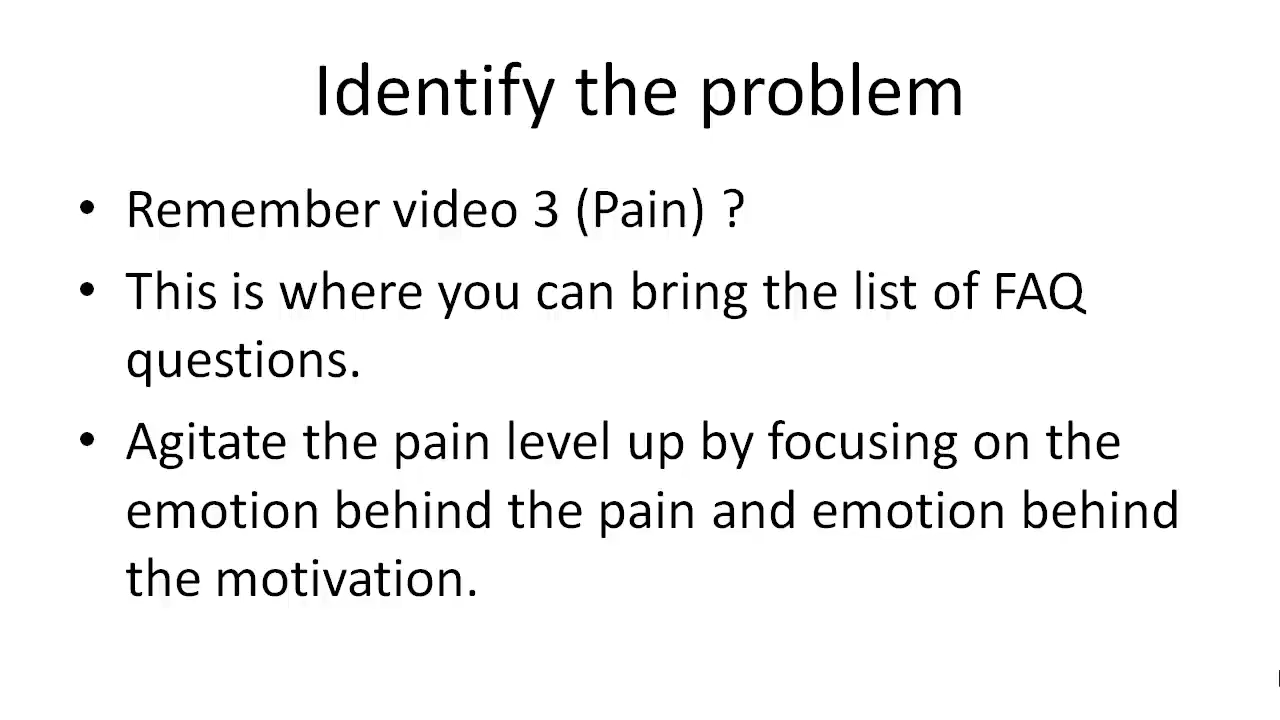 Identify the problem
• Remember video 3 (Pain) ?
• This is where you can bring the list of FAQ
questions.
• Agitate the pain level up by focusing on the
emotion behind the pain and emotion behind
the motivation.